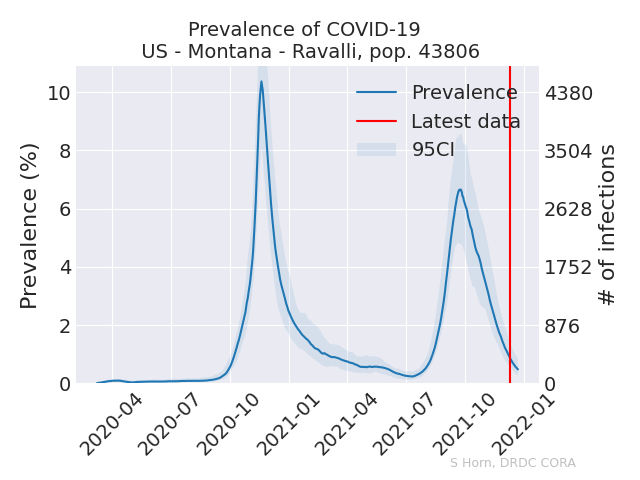 Prevalence of COVID-19
US - Montana - Ravalli, pop. 43806
Prevalence (%)
10
8
6
4
2
0
Prevalence
Latest data
95CI
4380
3504
2628
1752
876
0
# of infections
2020-04
2020-07
2020-10
2021-01
2021-04
2021-07
2021-10
2022-01
S Horn, DRDC CORA